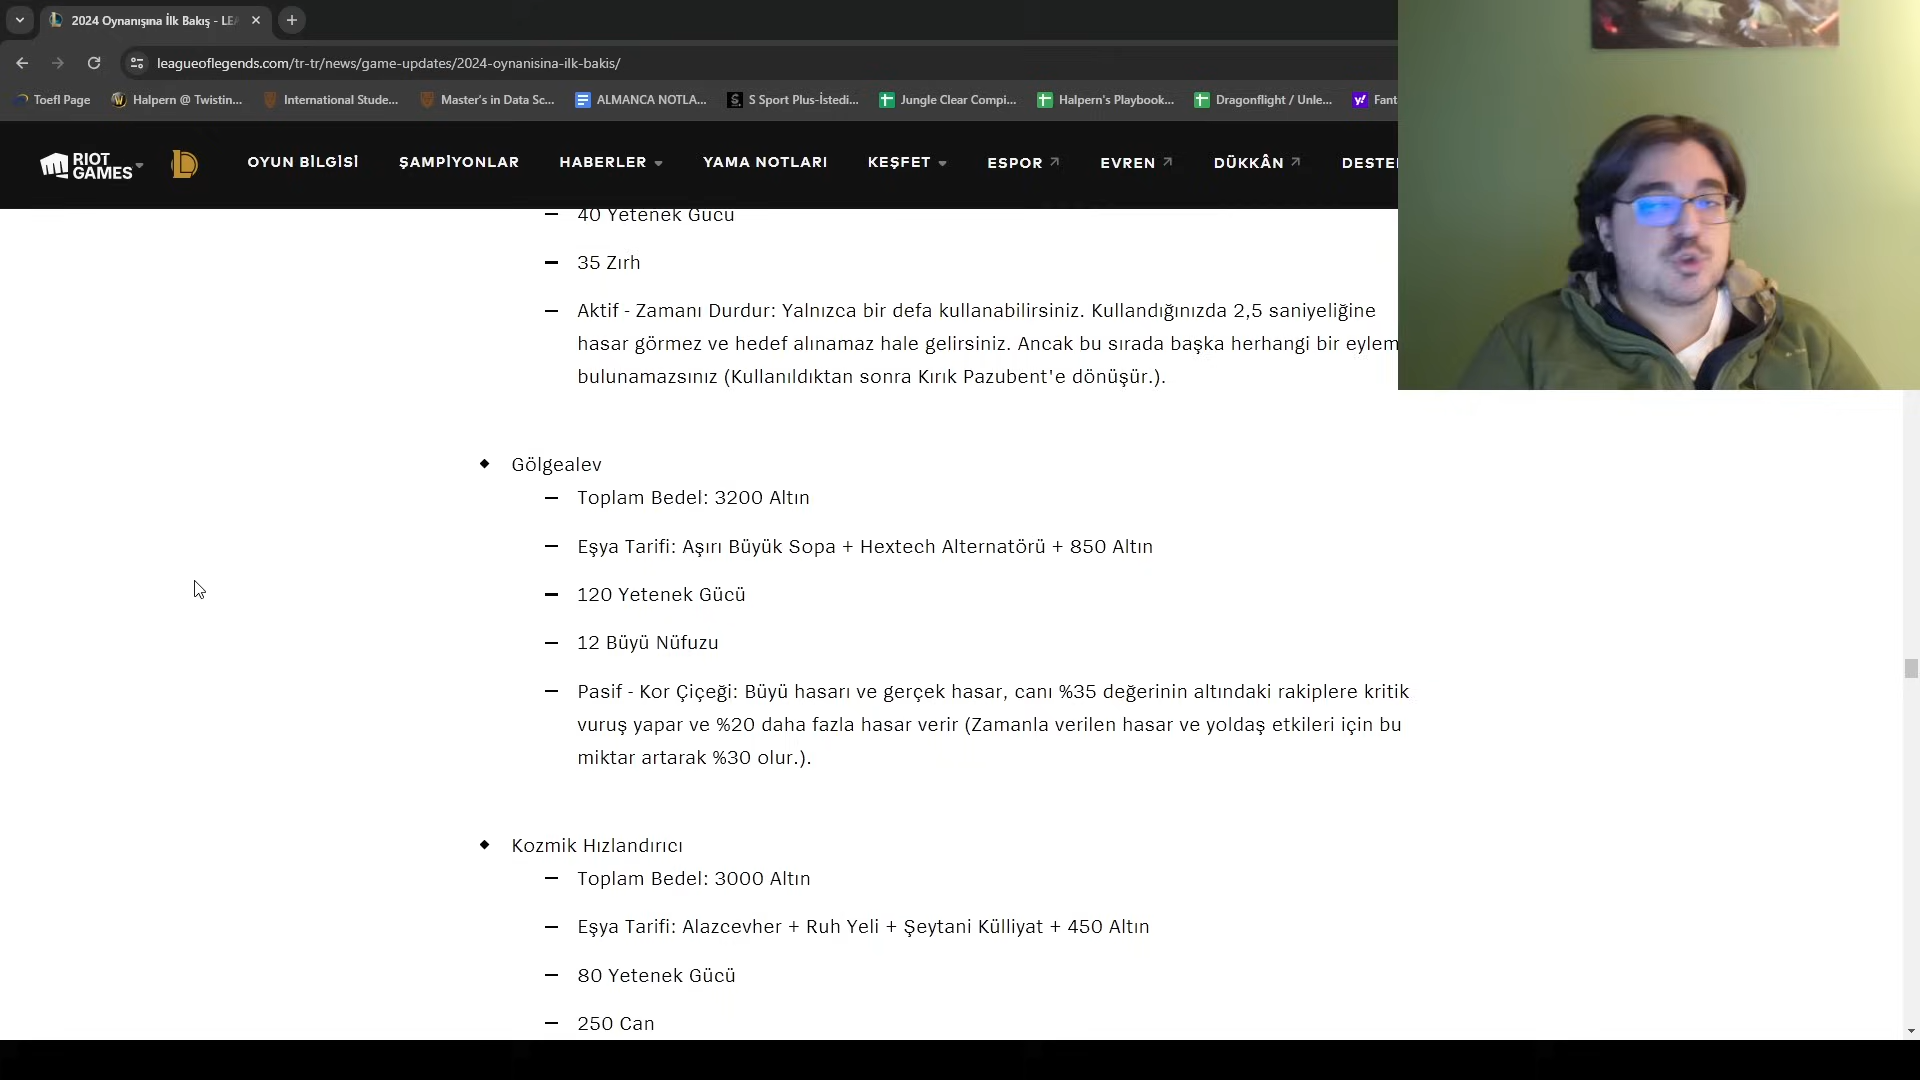 2024 Oynanışına İlk Bakış - LEA
leagueoflegends.com/tr-tr/news/game-updates/2024-oynanisina-ilk-bakis/
Toefl Page
Halpern @ Twistin...
International Stude...
Master's in Data Sc...
ALMANCA NOTLA...
S Sport Plus-İstedi...
Jungle Clear Compi...
Halpern's Playbook...
Dragonflight / Unle...
Fant
RIOT
GAMES
OYUN BİLGİSİ
ŞAMPİYONLAR
HABERLER
YAMA NOTLARI
KEŞFET
ESPOR
EVREN
DÜKKÂN
DESTE
— 40 Yetenek Gücü
— 35 Zırh
— Aktif - Zamanı Durdur: Yalnızca bir defa kullanabilirsiniz. Kullandığınızda 2,5 saniyeliğine
hasar görmez ve hedef alınamaz hale gelirsiniz. Ancak bu sırada başka herhangi bir eylem
bulunamazsınız (Kullanıldıktan sonra Kırık Pazubent'e dönüşür.).
◆ Gölgealev
— Toplam Bedel: 3200 Altın
— Eşya Tarifi: Aşırı Büyük Sopa + Hextech Alternatörü + 850 Altın
— 120 Yetenek Gücü
— 12 Büyü Nüfuzu
— Pasif - Kor Çiçeği: Büyü hasarı ve gerçek hasar, canı %35 değerinin altındaki rakiplere kritik
vuruş yapar ve %20 daha fazla hasar verir (Zamanla verilen hasar ve yoldaş etkileri için bu
miktar artarak %30 olur.).
◆ Kozmik Hızlandırıcı
— Toplam Bedel: 3000 Altın
— Eşya Tarifi: Alazcevher + Ruh Yeli + Şeytani Külliyat + 450 Altın
— 80 Yetenek Gücü
— 250 Can